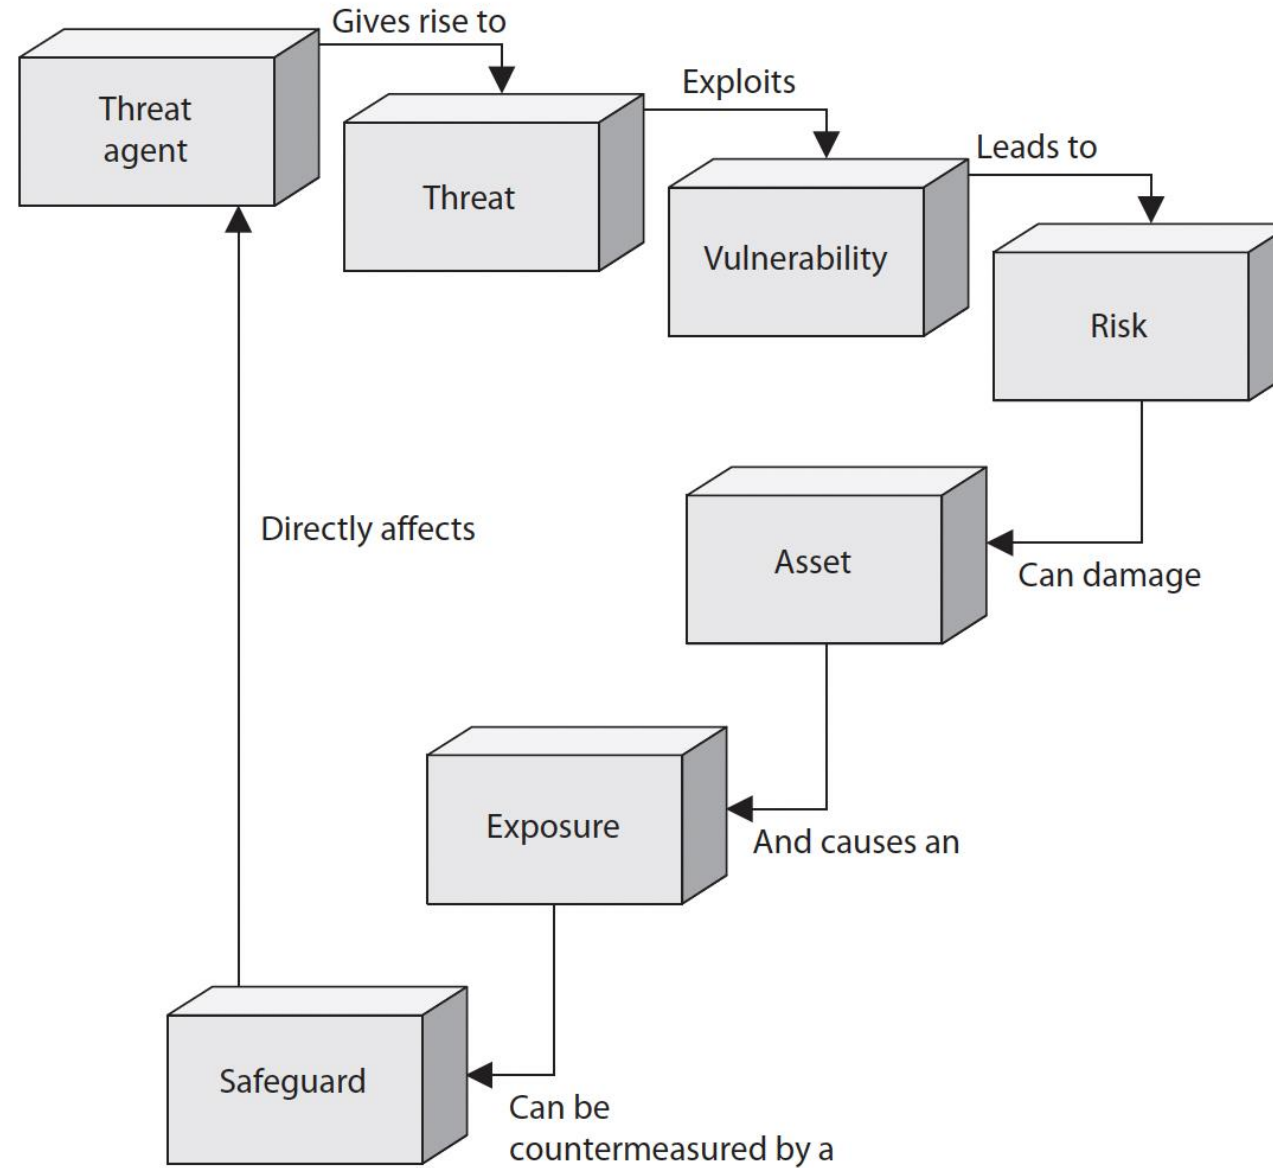 Gives rise to
Threat
agent
Exploits
Threat
Leads to
Vulnerability
Risk
Directly affects
Asset
Can damage
Exposure
And causes an
Safeguard
Can be
countermeasured by a